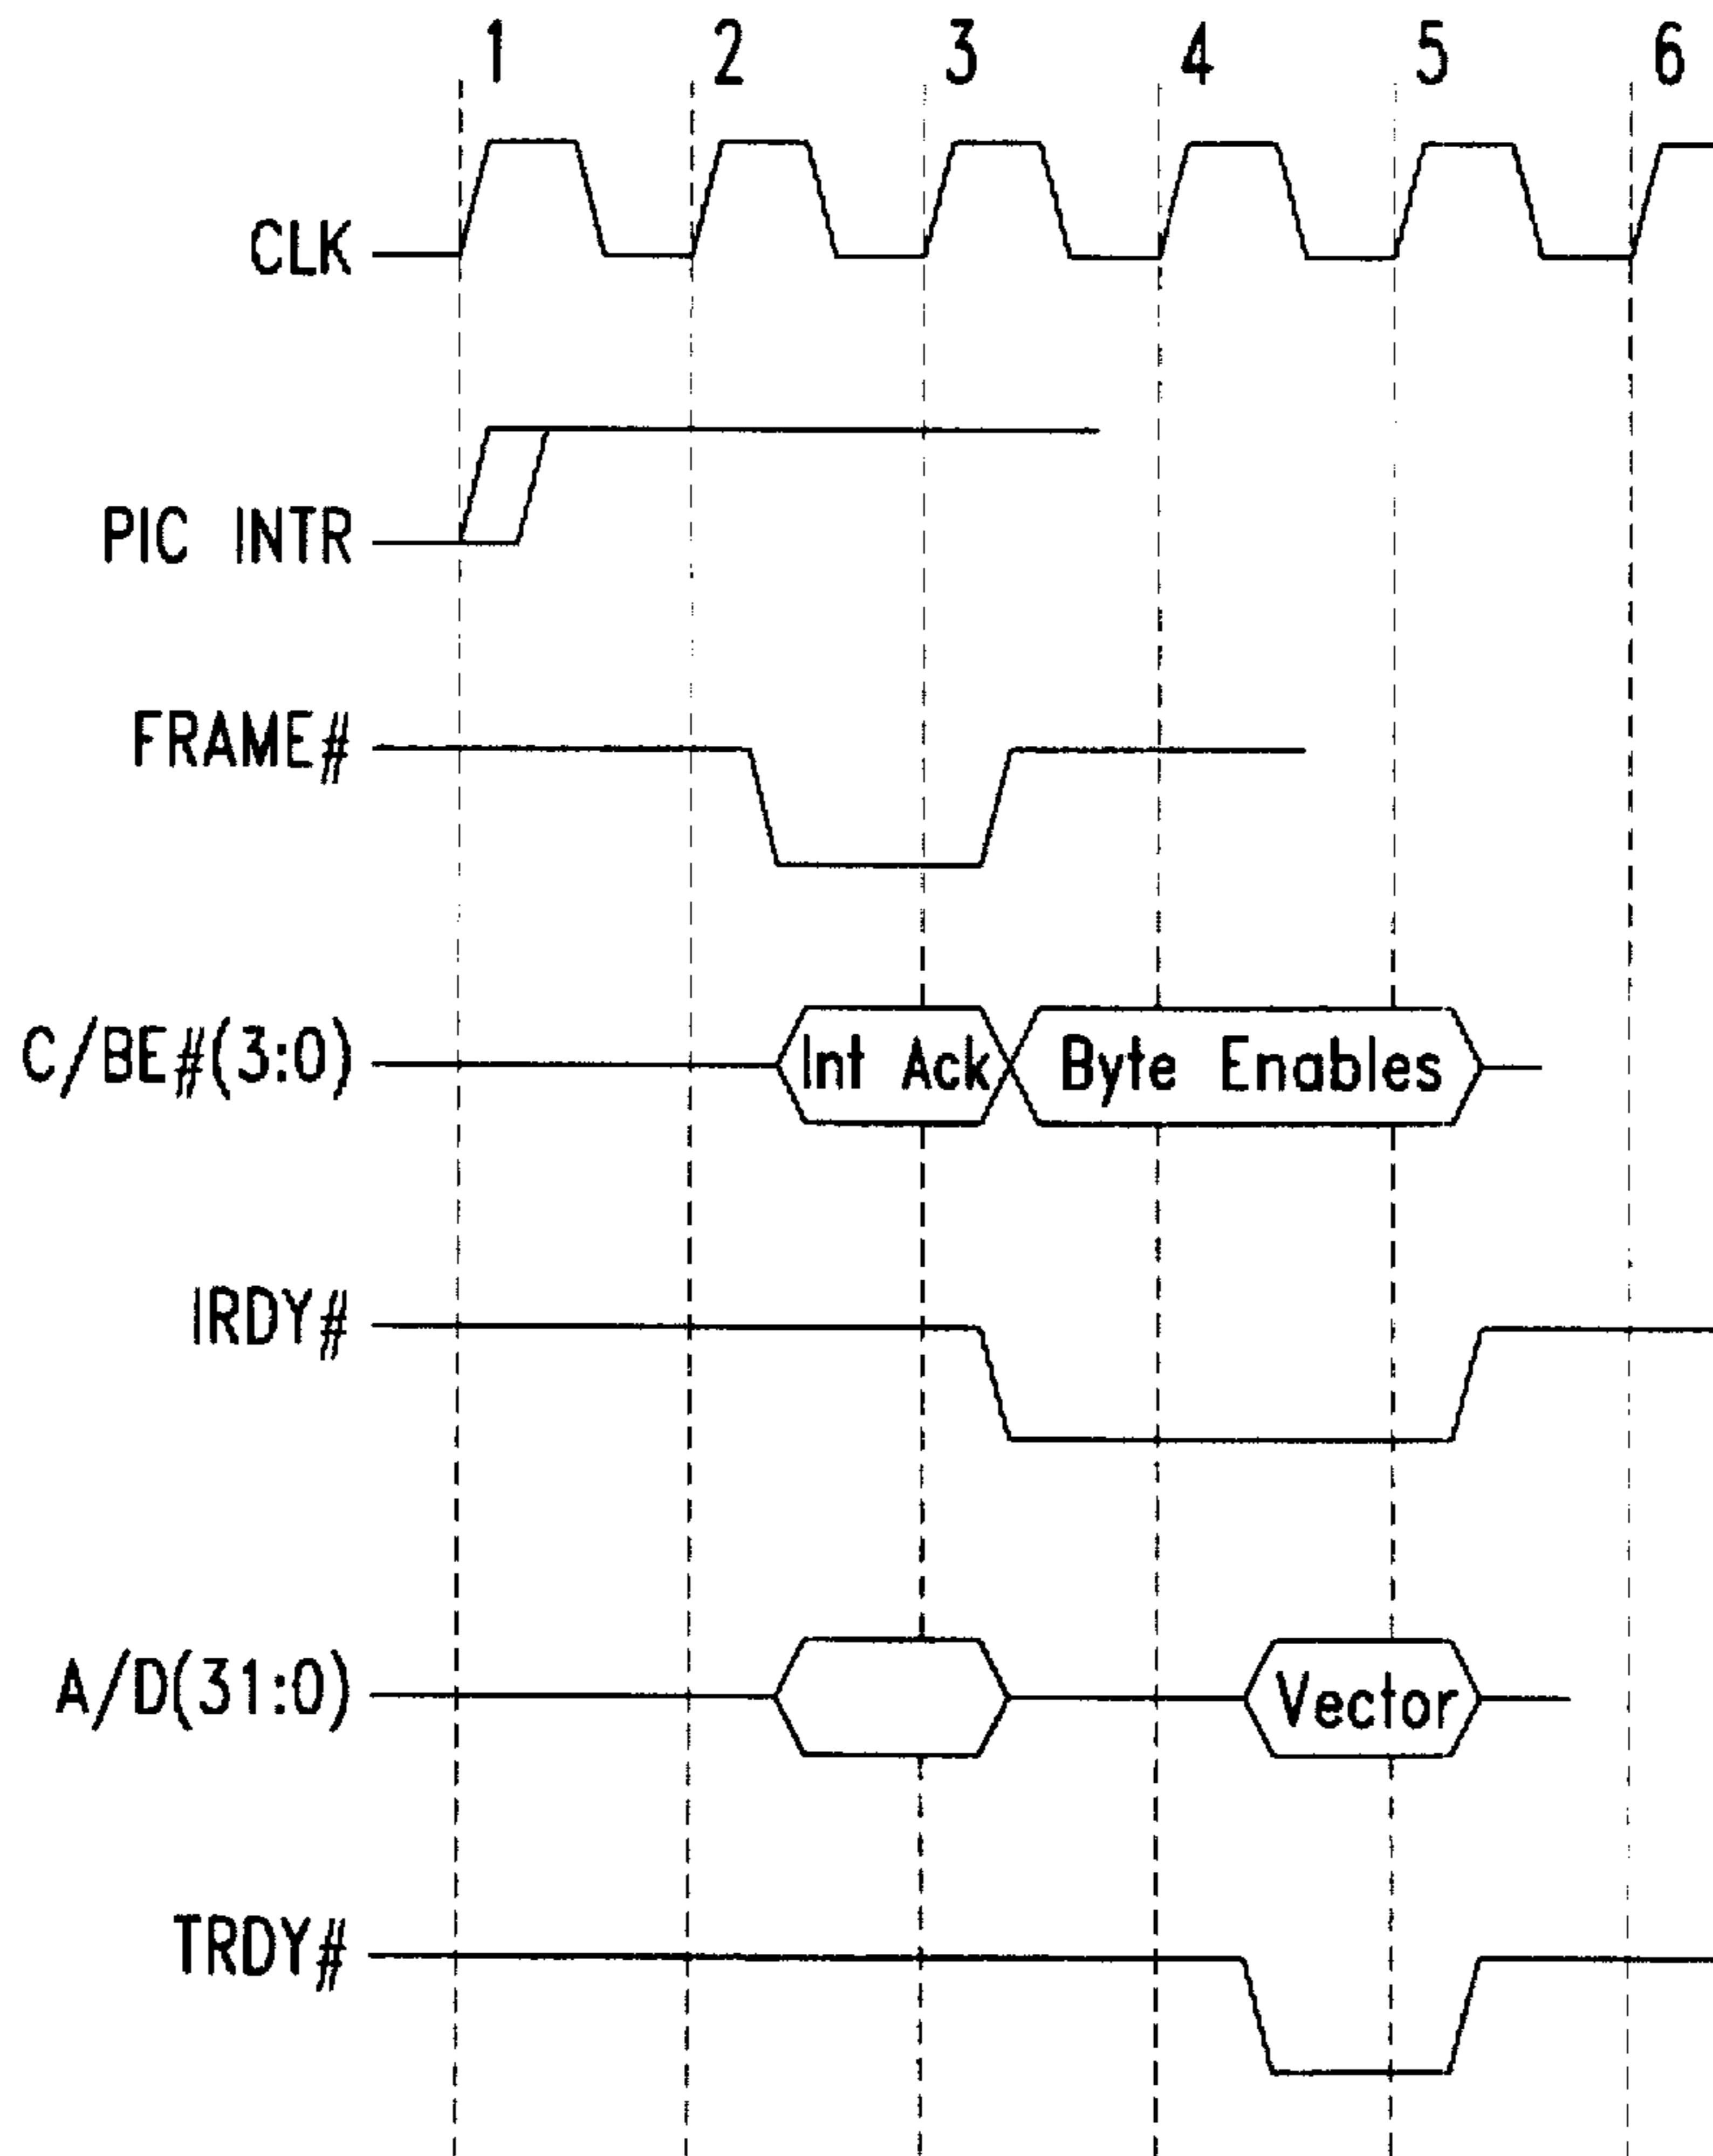 1 2 3 4 5 6
CLK
PIC INTR
FRAME#
C/BE#(3:0) Int Ack Byte Enables
IRDY#
A/D(31:0) Vector
TRDY#